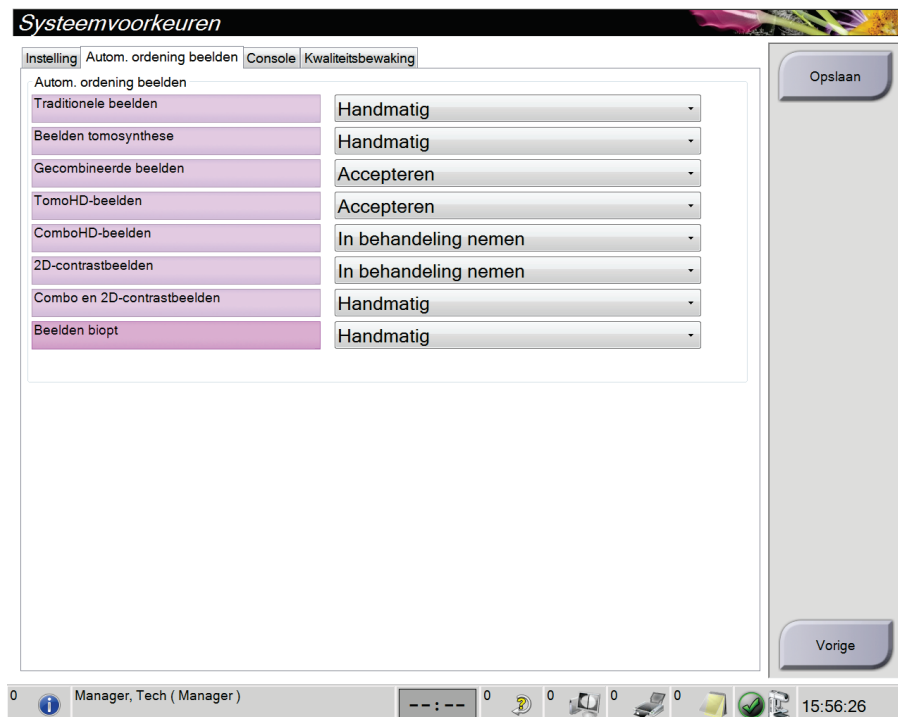 Systeemvoorkeuren
Instelling Autom. ordening beelden Console Kwaliteitsbewaking
Opslaan
Autom. ordening beelden
Traditionele beelden Handmatig
Beelden tomosynthese Handmatig
Gecombineerde beelden Accepteren
TomoHD-beelden Accepteren
ComboHD-beelden In behandeling nemen
2D-contrastbeelden In behandeling nemen
Combo en 2D-contrastbeelden Handmatig
Beelden biopt Handmatig
Vorige
0 Manager, Tech ( Manager ) --:-- 0 0 0 0 15:56:26